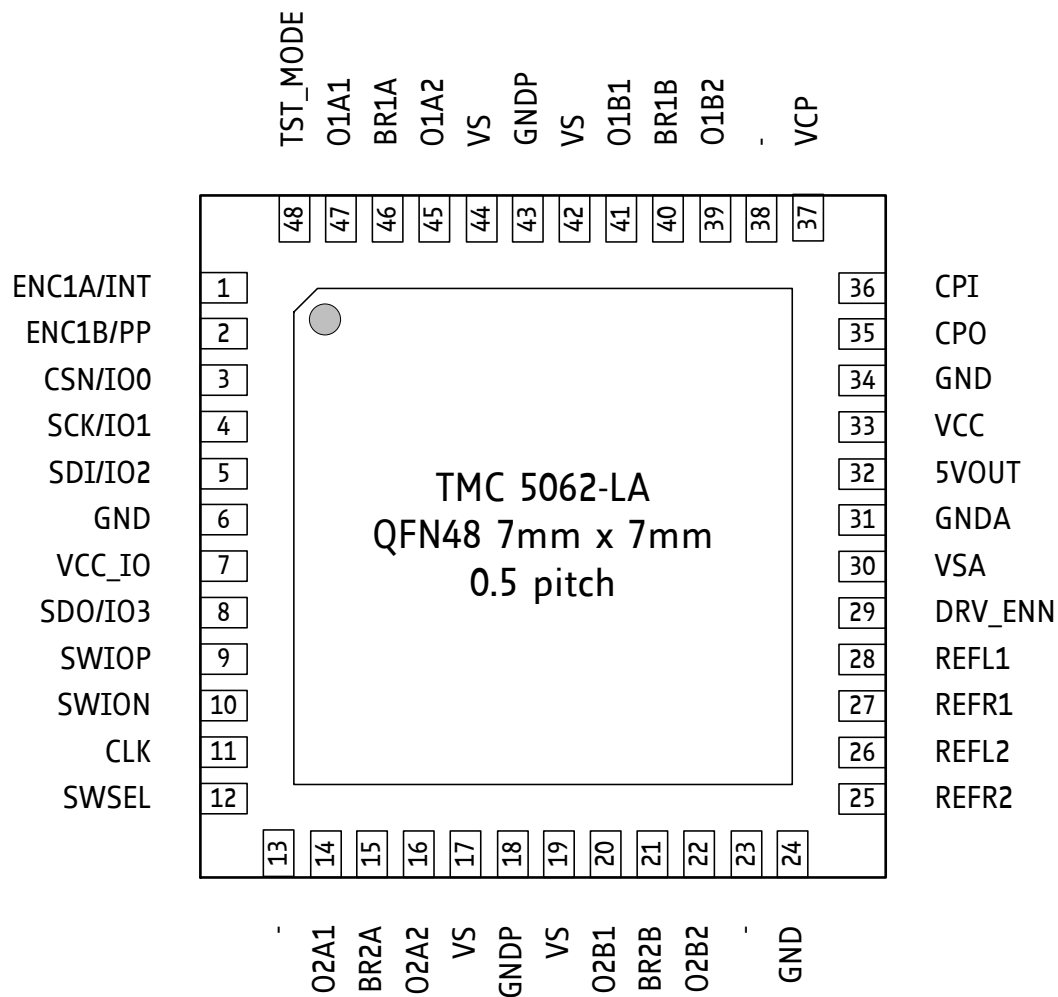 TST_MODE
O1A1
BR1A
O1A2
VS
GNDP
VS
O1B1
BR1B
O1B2
-
VCP
48
47
46
45
44
43
42
41
40
39
38
37
ENC1A/INT 1
ENC1B/PP 2
CSN/IO0 3
SCK/IO1 4
SDI/IO2 5
GND 6
VCC_IO 7
SDO/IO3 8
SWIOP 9
SWION 10
CLK 11
SWSEL 12
TMC 5062-LA
QFN48 7mm x 7mm
0.5 pitch
36 CPI
35 CPO
34 GND
33 VCC
32 5VOUT
31 GNDA
30 VSA
29 DRV_ENN
28 REFL1
27 REFR1
26 REFL2
25 REFR2
13
14
15
16
17
18
19
20
21
22
23
24
-
O2A1
BR2A
O2A2
VS
GNDP
VS
O2B1
BR2B
O2B2
-
GND